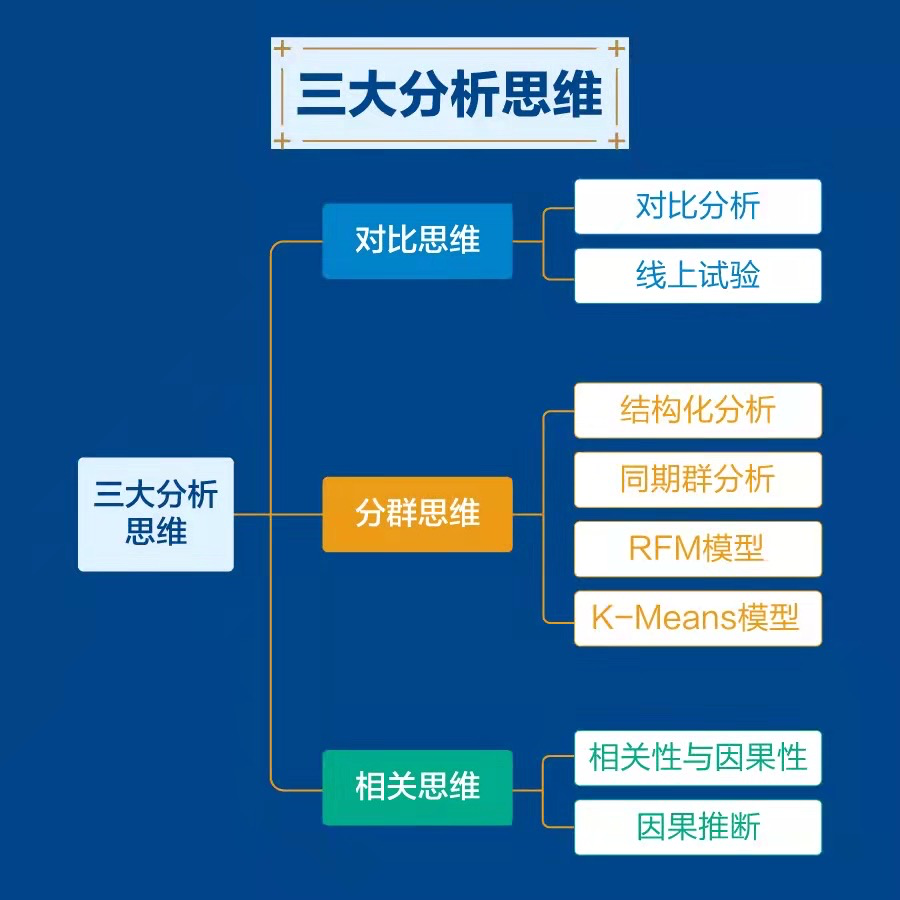 三大分析思维
对比思维
对比分析
线上试验
三大分析
思维
分群思维
结构化分析
同期群分析
RFM模型
K-Means模型
相关思维
相关性与因果性
因果推断